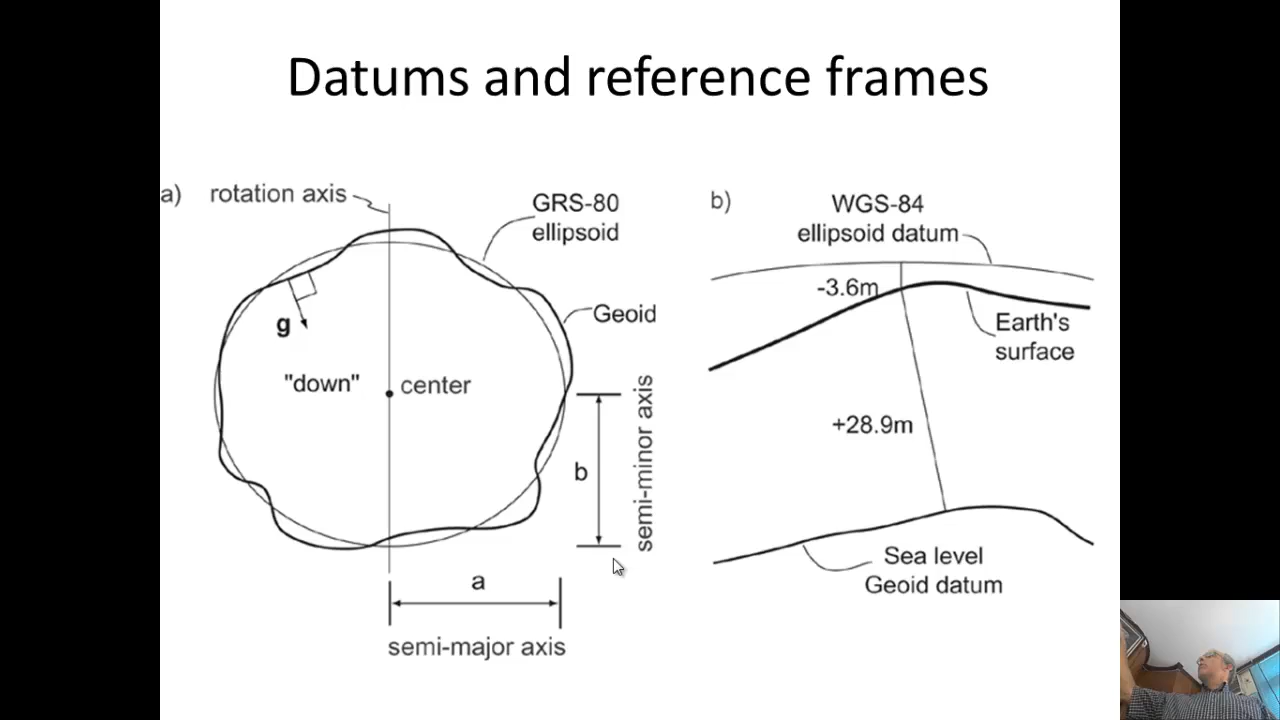 Datums and reference frames
a)
rotation axis
GRS-80
ellipsoid
Geoid
g
"down"
center
b
semi-minor axis
a
semi-major axis
b)
WGS-84
ellipsoid datum
-3.6m
Earth's
surface
+28.9m
Sea level
Geoid datum